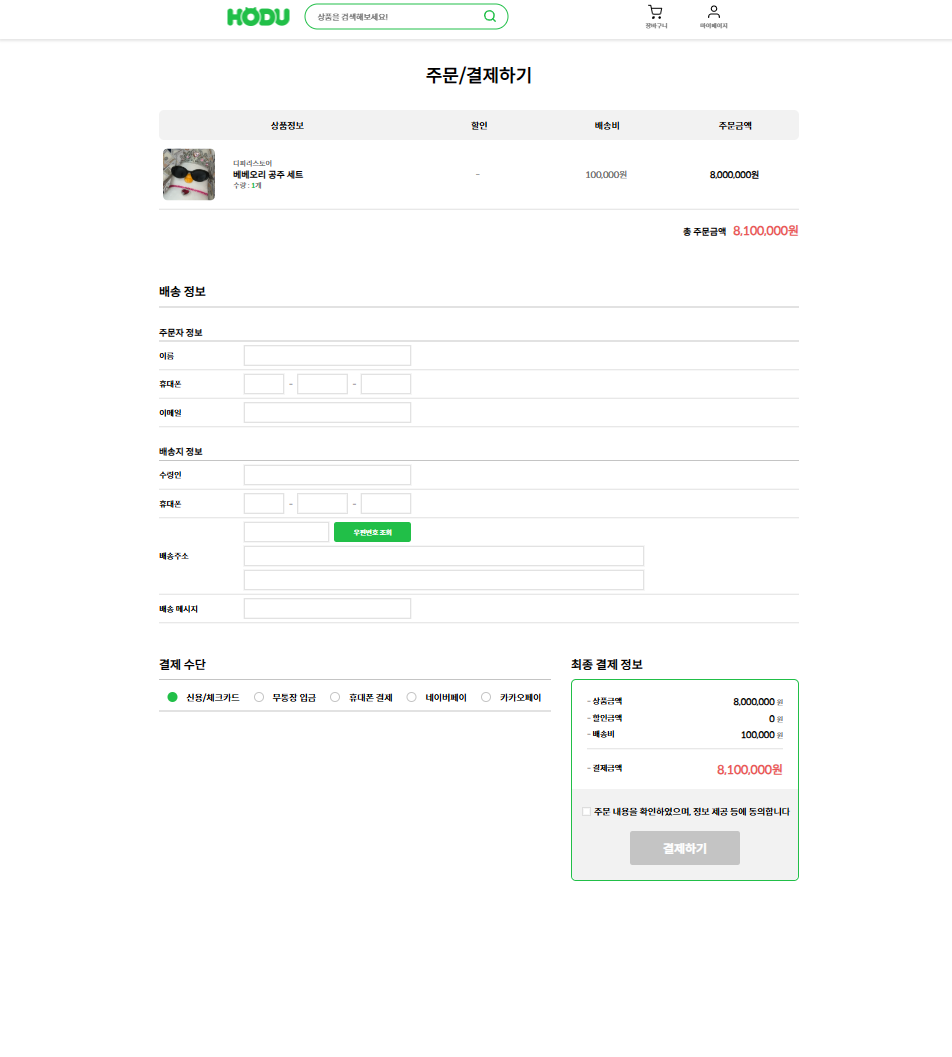 HODU
상품을 검색해보세요!
장바구니
마이페이지
주문/결제하기
상품정보 할인 배송비 주문금액
디파리스토어
베베오리 공주 세트
수량 : 1개
- 100,000원 8,000,000원
총 주문금액 8,100,000원
배송 정보
주문자 정보
이름
휴대폰 - -
이메일
배송지 정보
수령인
휴대폰 - -
우편번호 조회
배송주소
배송 메시지
결제 수단
신용/체크카드 무통장 입금 휴대폰 결제 네이버페이 카카오페이
최종 결제 정보
- 상품금액 8,000,000 원
- 할인금액 0 원
- 배송비 100,000 원
- 결제금액 8,100,000원
주문 내용을 확인하였으며, 정보 제공 등에 동의합니다
결제하기